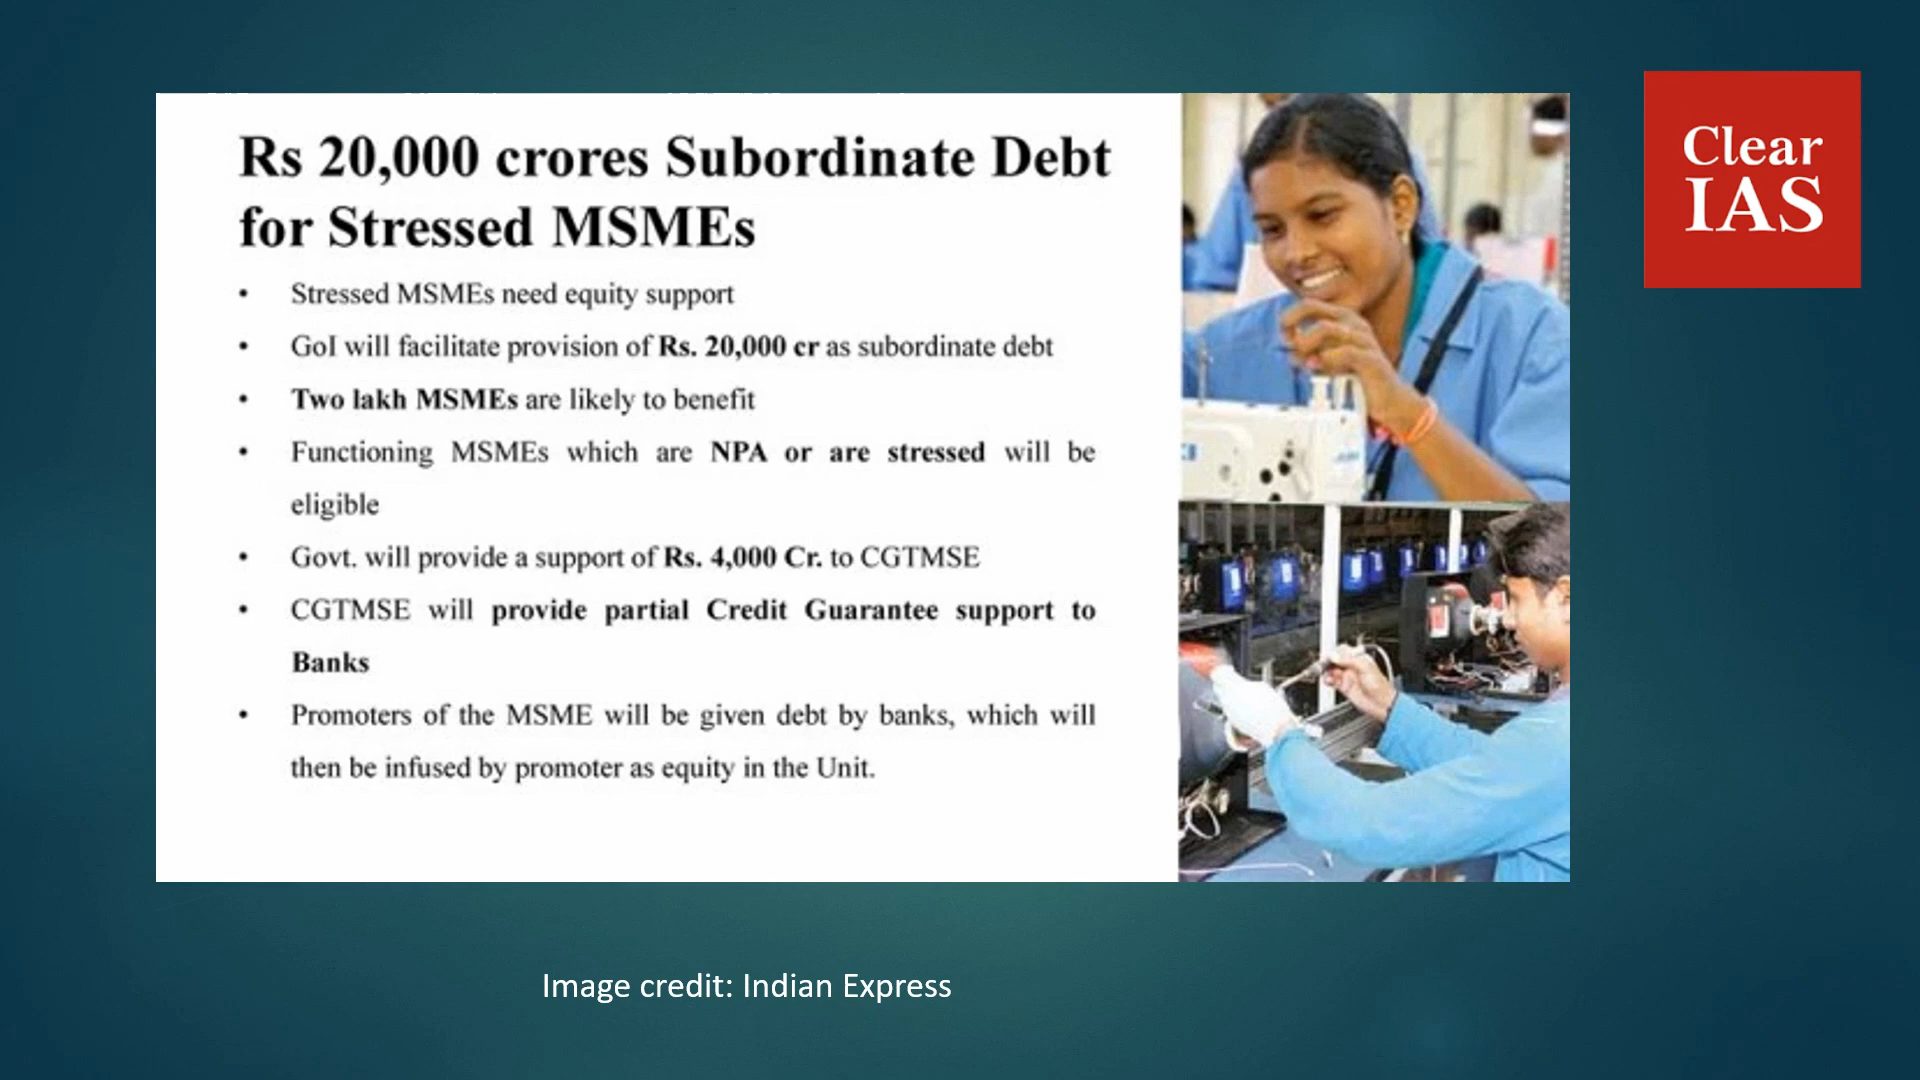 Rs 20,000 crores Subordinate Debt
for Stressed MSMEs
• Stressed MSMEs need equity support
• GoI will facilitate provision of Rs. 20,000 cr as subordinate debt
• Two lakh MSMEs are likely to benefit
• Functioning MSMEs which are NPA or are stressed will be
eligible
• Govt. will provide a support of Rs. 4,000 Cr. to CGTMSE
• CGTMSE will provide partial Credit Guarantee support to
Banks
• Promoters of the MSME will be given debt by banks, which will
then be infused by promoter as equity in the Unit.
Clear
IAS
Image credit: Indian Express